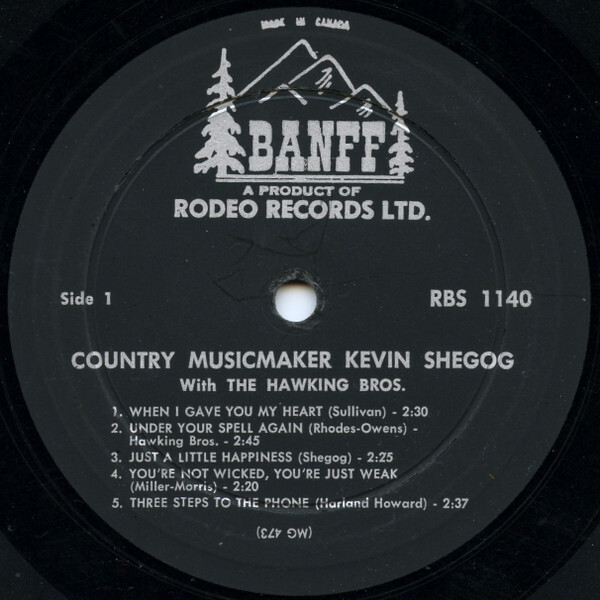 MADE IN CANADA
BANFF
A PRODUCT OF
RODEO RECORDS LTD.
Side 1
RBS 1140
COUNTRY MUSICMAKER KEVIN SHEGOG
With THE HAWKING BROS.
1. WHEN I GAVE YOU MY HEART (Sullivan) - 2:30
2. UNDER YOUR SPELL AGAIN (Rhodes-Owens) -
Hawking Bros. - 2:45
3. JUST A LITTLE HAPPINESS (Shegog) - 2:25
4. YOU'RE NOT WICKED, YOU'RE JUST WEAK
(Miller-Morris) - 2:20
5. THREE STEPS TO THE PHONE (Harland Howard) - 2:37
(MG 473)